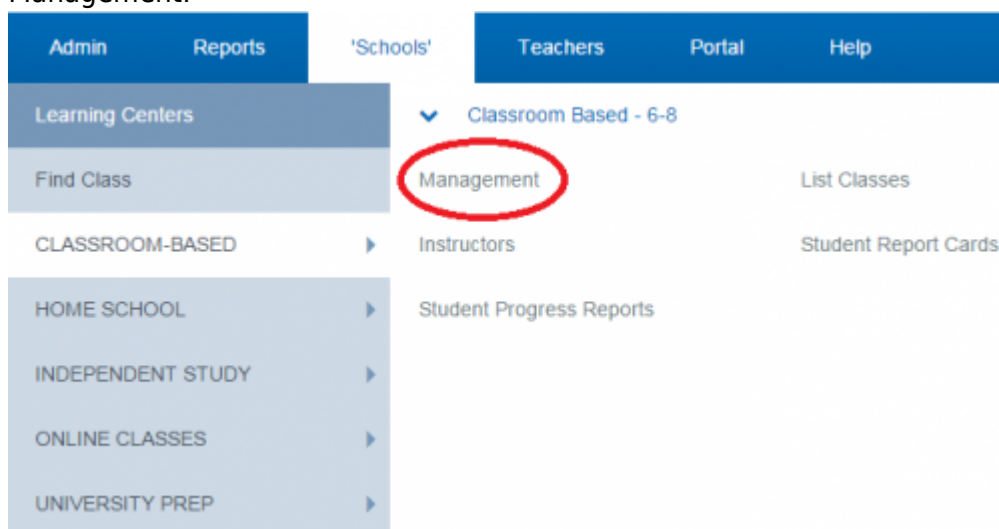 Management.
Admin Reports 'Schools' Teachers Portal Help
Learning Centers
Find Class
CLASSROOM-BASED
HOME SCHOOL
INDEPENDENT STUDY
ONLINE CLASSES
UNIVERSITY PREP
Classroom Based - 6-8
Management List Classes
Instructors Student Report Cards
Student Progress Reports